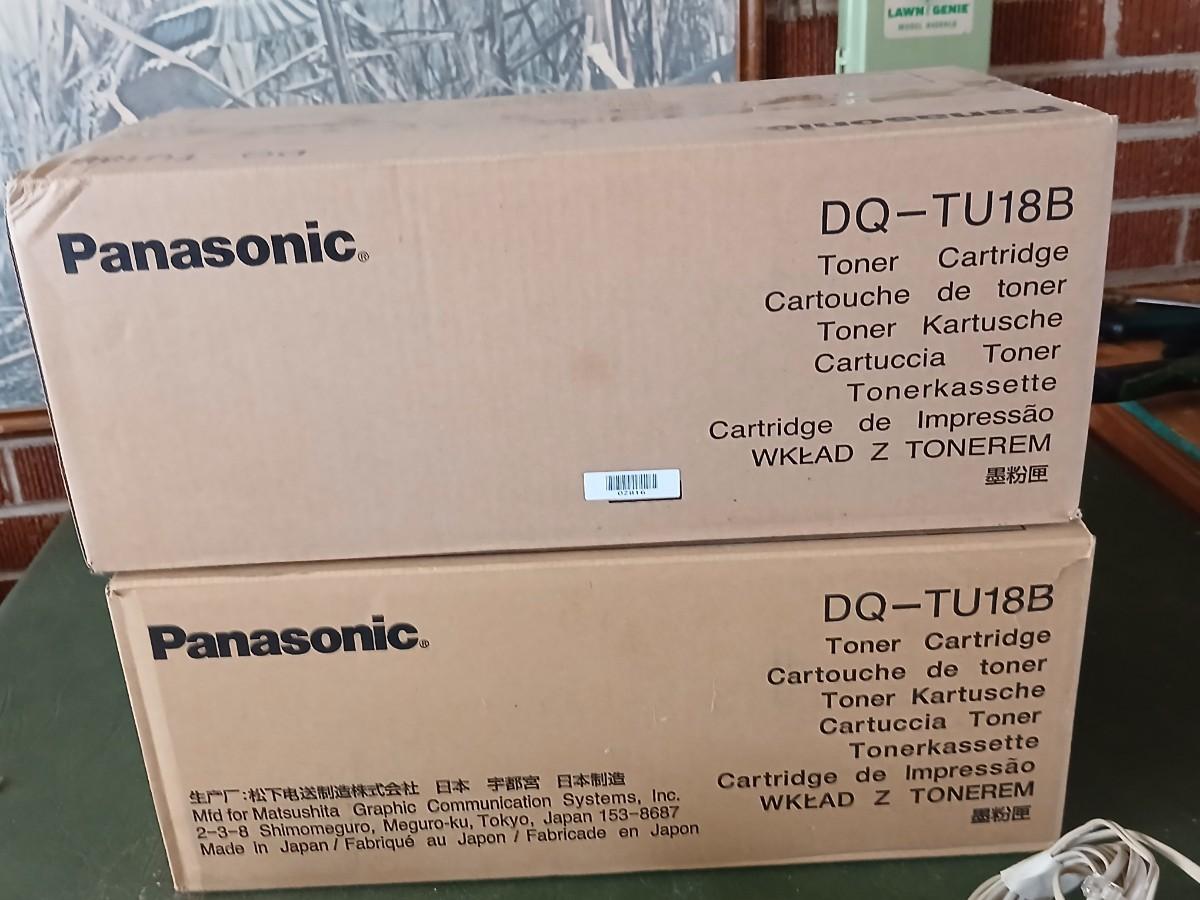 LAWN GENIE
Panasonic
Panasonic®
DQ-TU18B
Toner Cartridge
Cartouche de toner
Toner Kartusche
Cartuccia Toner
Tonerkassette
Cartridge de Impressão
WKŁAD Z TONEREM
墨粉匣
02816
Panasonic®
DQ-TU18B
Toner Cartridge
Cartouche de toner
Toner Kartusche
Cartuccia Toner
Tonerkassette
Cartridge de Impressão
WKŁAD Z TONEREM
墨粉匣
生产厂:松下电送制造株式会社 日本 宇都宮 日本制造
Mfd for Matsushita Graphic Communication Systems, Inc.
2-3-8 Shimomeguro, Meguro-ku, Tokyo, Japan 153-8687
Made in Japan / Fabriqué au Japon / Fabricade en Japon